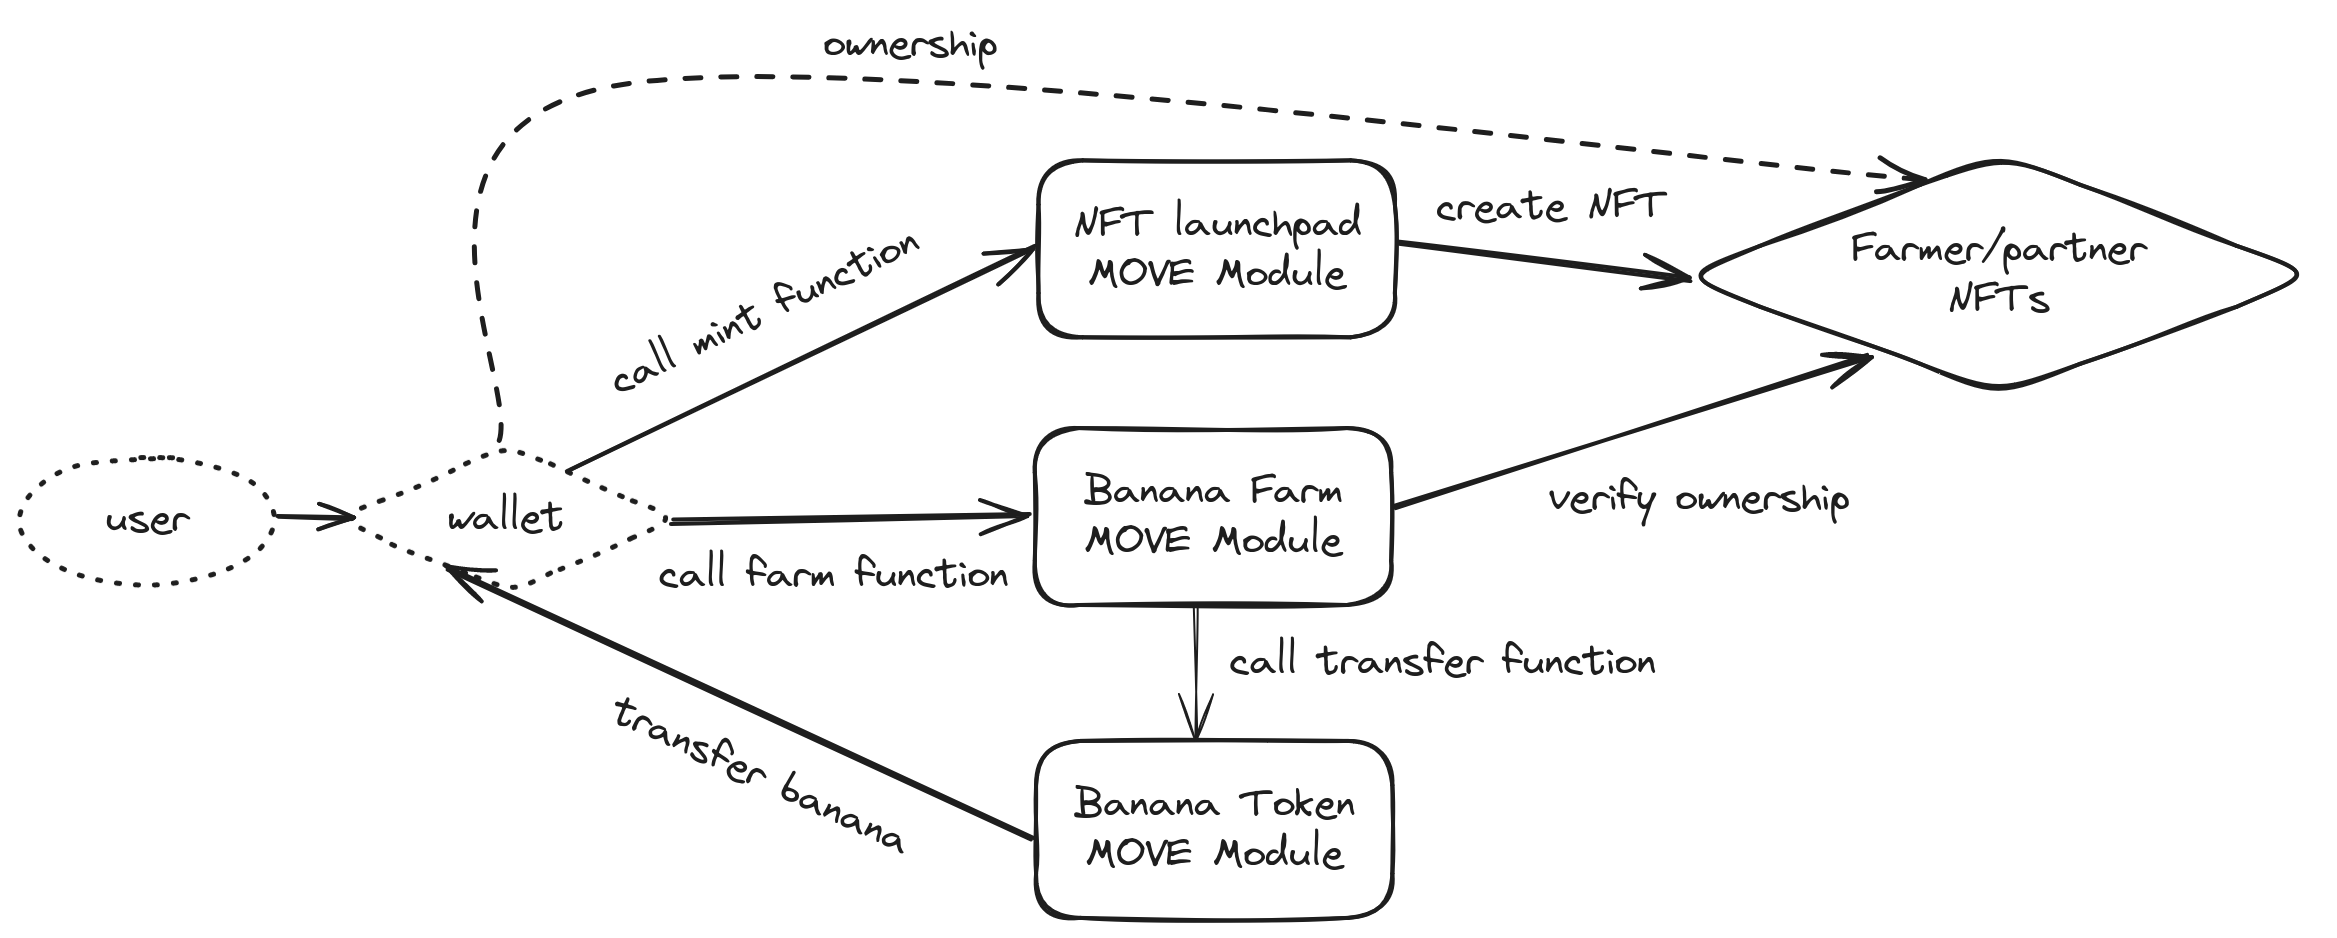 ownership
NFT launchpad
MOVE Module
create NFT
Farmer/partner
NFTs
call mint function
user
wallet
Banana Farm
MOVE Module
verify ownership
call farm function
call transfer function
transfer banana
Banana Token
MOVE Module